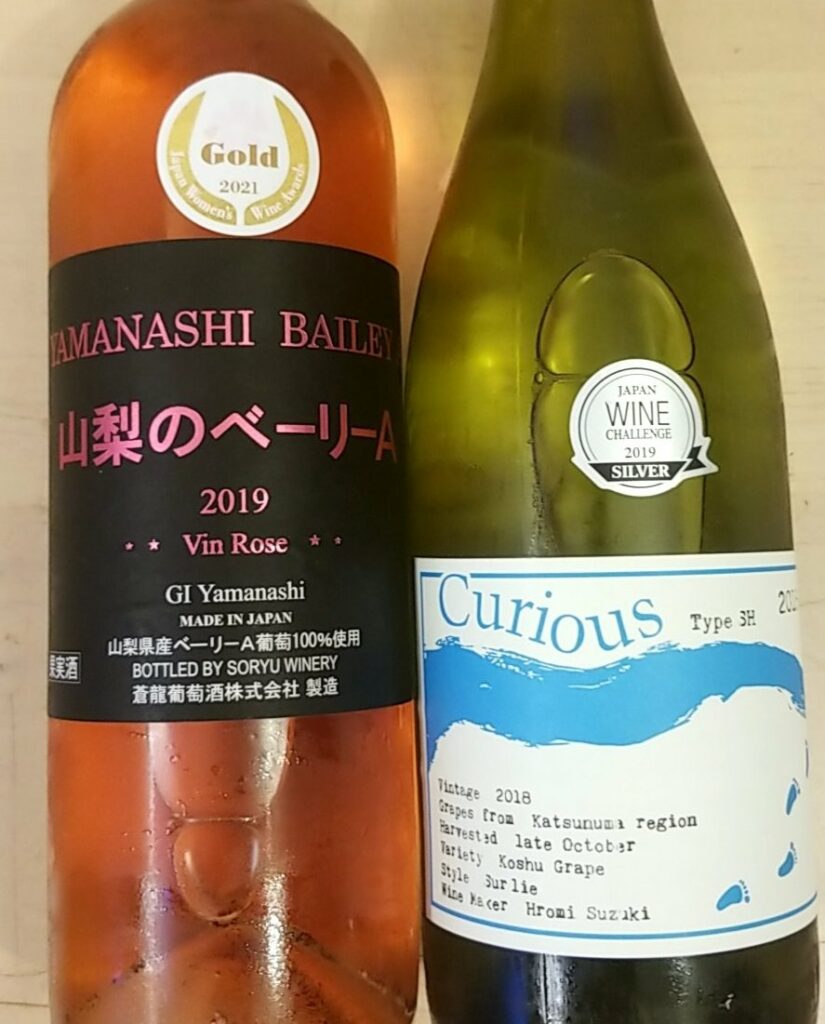 Gold
2021
Japan Women's Wine Awards
YAMANASHI BAILEY
山梨のベーリーA
2019
Vin Rose
GI Yamanashi
MADE IN JAPAN
山梨県産ベーリーA葡萄100%使用
果実酒
BOTTLED BY SORYU WINERY
蒼龍葡萄酒株式会社 製造
JAPAN
WINE
CHALLENGE
2019
SILVER
Curious Type SH
Vintage 2018
Grapes from Katsunuma region
Harvested late October
Variety Koshu Grape
Style Sur lie
Wine Maker Hromi Suzuki